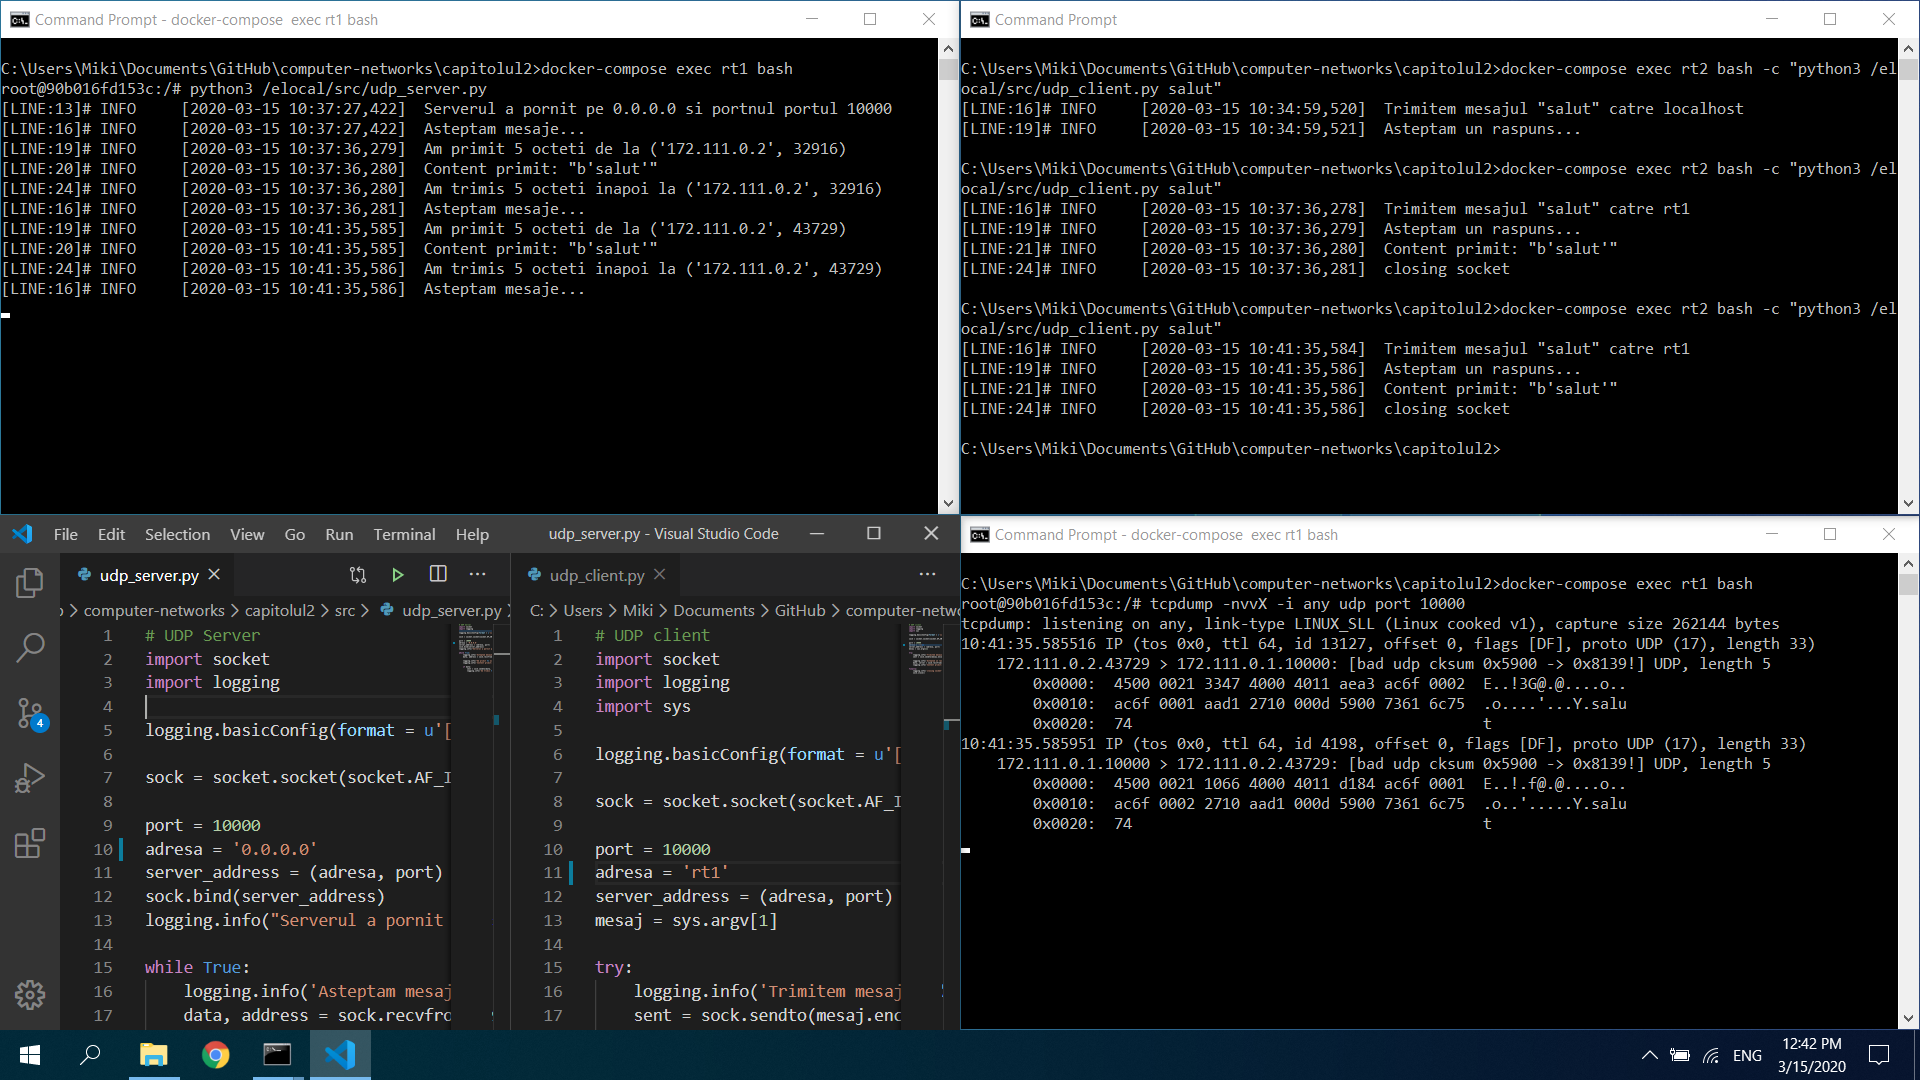 Command Prompt - docker-compose  exec rt1 bash
C:\Users\Miki\Documents\GitHub\computer-networks\capitolul2>docker-compose exec rt1 bash
root@90b016fd153c:/# python3 /elocal/src/udp_server.py
[LINE:13]# INFO     [2020-03-15 10:37:27,422]  Serverul a pornit pe 0.0.0.0 si portnul portul 10000
[LINE:16]# INFO     [2020-03-15 10:37:27,422]  Asteptam mesaje...
[LINE:19]# INFO     [2020-03-15 10:37:36,279]  Am primit 5 octeti de la ('172.111.0.2', 32916)
[LINE:20]# INFO     [2020-03-15 10:37:36,280]  Content primit: "b'salut'"
[LINE:24]# INFO     [2020-03-15 10:37:36,280]  Am trimis 5 octeti inapoi la ('172.111.0.2', 32916)
[LINE:16]# INFO     [2020-03-15 10:37:36,281]  Asteptam mesaje...
[LINE:19]# INFO     [2020-03-15 10:41:35,585]  Am primit 5 octeti de la ('172.111.0.2', 43729)
[LINE:20]# INFO     [2020-03-15 10:41:35,585]  Content primit: "b'salut'"
[LINE:24]# INFO     [2020-03-15 10:41:35,586]  Am trimis 5 octeti inapoi la ('172.111.0.2', 43729)
[LINE:16]# INFO     [2020-03-15 10:41:35,586]  Asteptam mesaje...
Command Prompt
C:\Users\Miki\Documents\GitHub\computer-networks\capitolul2>docker-compose exec rt2 bash -c "python3 /el
ocal/src/udp_client.py salut"
[LINE:16]# INFO     [2020-03-15 10:34:59,520]  Trimitem mesajul "salut" catre localhost
[LINE:19]# INFO     [2020-03-15 10:34:59,521]  Asteptam un raspuns...
C:\Users\Miki\Documents\GitHub\computer-networks\capitolul2>docker-compose exec rt2 bash -c "python3 /el
ocal/src/udp_client.py salut"
[LINE:16]# INFO     [2020-03-15 10:37:36,278]  Trimitem mesajul "salut" catre rt1
[LINE:19]# INFO     [2020-03-15 10:37:36,279]  Asteptam un raspuns...
[LINE:21]# INFO     [2020-03-15 10:37:36,280]  Content primit: "b'salut'"
[LINE:24]# INFO     [2020-03-15 10:37:36,281]  closing socket
C:\Users\Miki\Documents\GitHub\computer-networks\capitolul2>docker-compose exec rt2 bash -c "python3 /el
ocal/src/udp_client.py salut"
[LINE:16]# INFO     [2020-03-15 10:41:35,584]  Trimitem mesajul "salut" catre rt1
[LINE:19]# INFO     [2020-03-15 10:41:35,586]  Asteptam un raspuns...
[LINE:21]# INFO     [2020-03-15 10:41:35,586]  Content primit: "b'salut'"
[LINE:24]# INFO     [2020-03-15 10:41:35,586]  closing socket
C:\Users\Miki\Documents\GitHub\computer-networks\capitolul2>
File Edit Selection View Go Run Terminal Help udp_server.py - Visual Studio Code
udp_server.py
computer-networks > capitolul2 > src > udp_server.py
4
1 # UDP Server
2 import socket
3 import logging
4
5 logging.basicConfig(format = u'[
6
7 sock = socket.socket(socket.AF_I
8
9 port = 10000
10 adresa = '0.0.0.0'
11 server_address = (adresa, port)
12 sock.bind(server_address)
13 logging.info("Serverul a pornit
14
15 while True:
16     logging.info('Asteptam mesaj
17     data, address = sock.recvfro
udp_client.py
C: > Users > Miki > Documents > GitHub > computer-netwo
1 # UDP client
2 import socket
3 import logging
4 import sys
5
6 logging.basicConfig(format = u'[
7
8 sock = socket.socket(socket.AF_I
9
10 port = 10000
11 adresa = 'rt1'
12 server_address = (adresa, port)
13 mesaj = sys.argv[1]
14
15 try:
16     logging.info('Trimitem mesaj
17     sent = sock.sendto(mesaj.enc
Command Prompt - docker-compose  exec rt1 bash
C:\Users\Miki\Documents\GitHub\computer-networks\capitolul2>docker-compose exec rt1 bash
root@90b016fd153c:/# tcpdump -nvvX -i any udp port 10000
tcpdump: listening on any, link-type LINUX_SLL (Linux cooked v1), capture size 262144 bytes
10:41:35.585516 IP (tos 0x0, ttl 64, id 13127, offset 0, flags [DF], proto UDP (17), length 33)
    172.111.0.2.43729 > 172.111.0.1.10000: [bad udp cksum 0x5900 -> 0x8139!] UDP, length 5
        0x0000:  4500 0021 3347 4000 4011 aea3 ac6f 0002  E..!3G@.@....o..
        0x0010:  ac6f 0001 aad1 2710 000d 5900 7361 6c75  .o....'...Y.salu
        0x0020:  74                                       t
10:41:35.585951 IP (tos 0x0, ttl 64, id 4198, offset 0, flags [DF], proto UDP (17), length 33)
    172.111.0.1.10000 > 172.111.0.2.43729: [bad udp cksum 0x5900 -> 0x8139!] UDP, length 5
        0x0000:  4500 0021 1066 4000 4011 d184 ac6f 0001  E..!.f@.@....o..
        0x0010:  ac6f 0002 2710 aad1 000d 5900 7361 6c75  .o..'.....Y.salu
        0x0020:  74                                       t
ENG
12:42 PM
3/15/2020